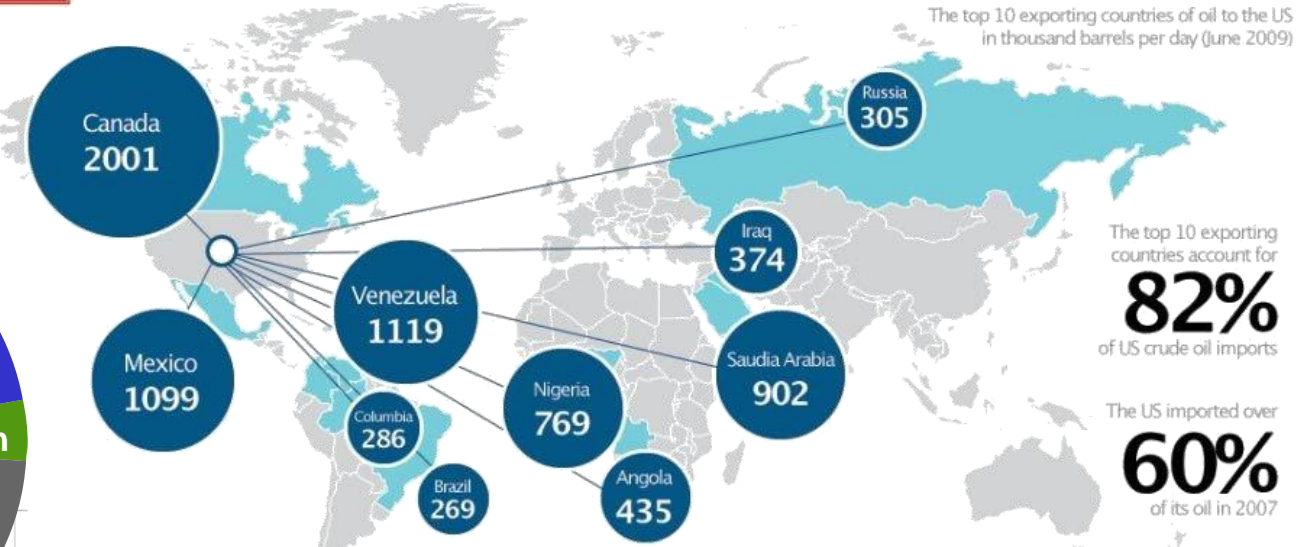 The top 10 exporting countries of oil to the US
in thousand barrels per day (June 2009)
Canada
2001
Russia
305
Iraq
374
Venezuela
1119
Mexico
1099
Saudia Arabia
902
Nigeria
769
Columbia
286
Angola
435
Brazil
269
The top 10 exporting
countries account for
82%
of US crude oil imports
The US imported over
60%
of its oil in 2007